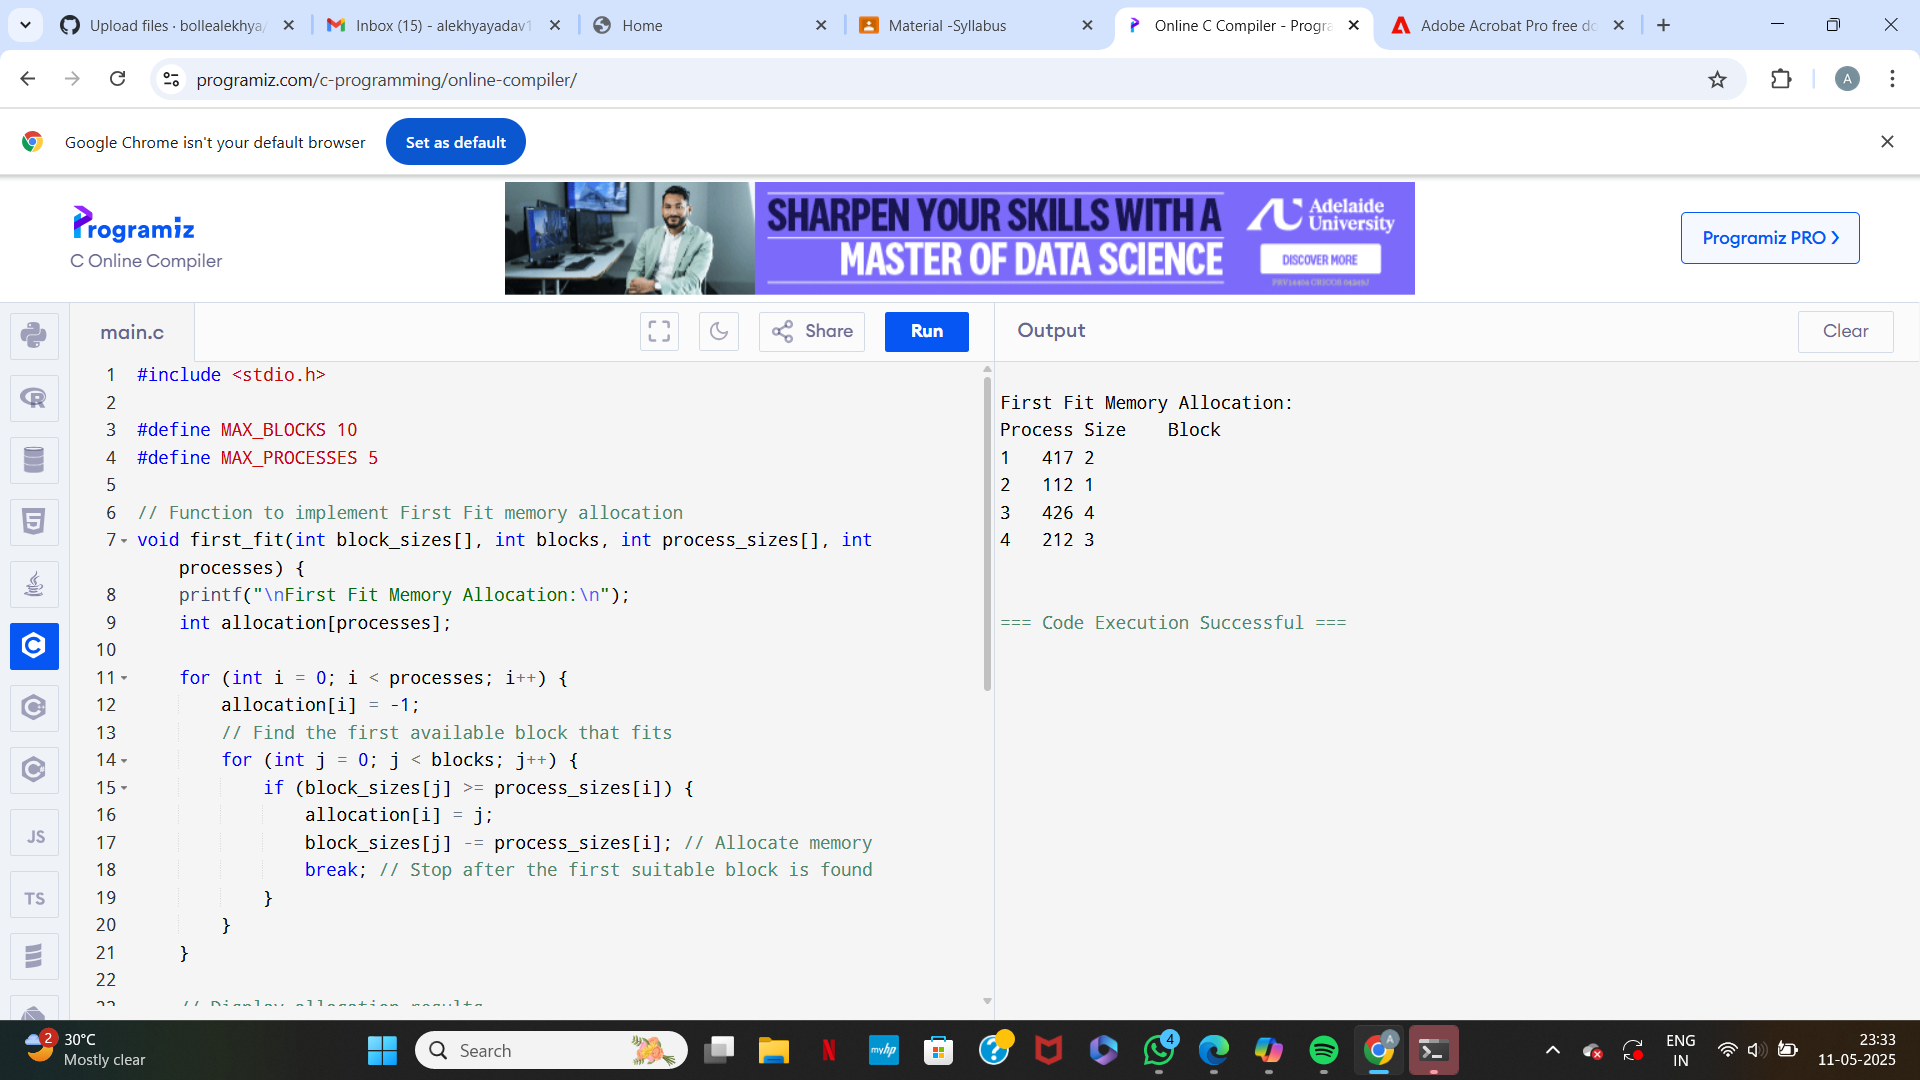 Upload files · bollealekhya/
Inbox (15) - alekhyayadav1
Home
Material -Syllabus
Online C Compiler - Progra
Adobe Acrobat Pro free do
programiz.com/c-programming/online-compiler/
A
Google Chrome isn't your default browser
Set as default
Programiz
C Online Compiler
SHARPEN YOUR SKILLS WITH A
MASTER OF DATA SCIENCE
Adelaide
University
DISCOVER MORE
Programiz PRO
main.c
Share
Run
Output
Clear
1 #include <stdio.h>
2
3 #define MAX_BLOCKS 10
4 #define MAX_PROCESSES 5
5
6 // Function to implement First Fit memory allocation
7 void first_fit(int block_sizes[], int blocks, int process_sizes[], int
processes) {
8 printf("\nFirst Fit Memory Allocation:\n");
9 int allocation[processes];
10
11 for (int i = 0; i < processes; i++) {
12 allocation[i] = -1;
13 // Find the first available block that fits
14 for (int j = 0; j < blocks; j++) {
15 if (block_sizes[j] >= process_sizes[i]) {
16 allocation[i] = j;
17 block_sizes[j] -= process_sizes[i]; // Allocate memory
18 break; // Stop after the first suitable block is found
19 }
20 }
21 }
22
23 // Display allocation results
First Fit Memory Allocation:
Process Size Block
1 417 2
2 112 1
3 426 4
4 212 3
=== Code Execution Successful ===
JS
TS
2
30°C
Mostly clear
Search
N
myhp
4
A
ENG
IN
23:33
11-05-2025